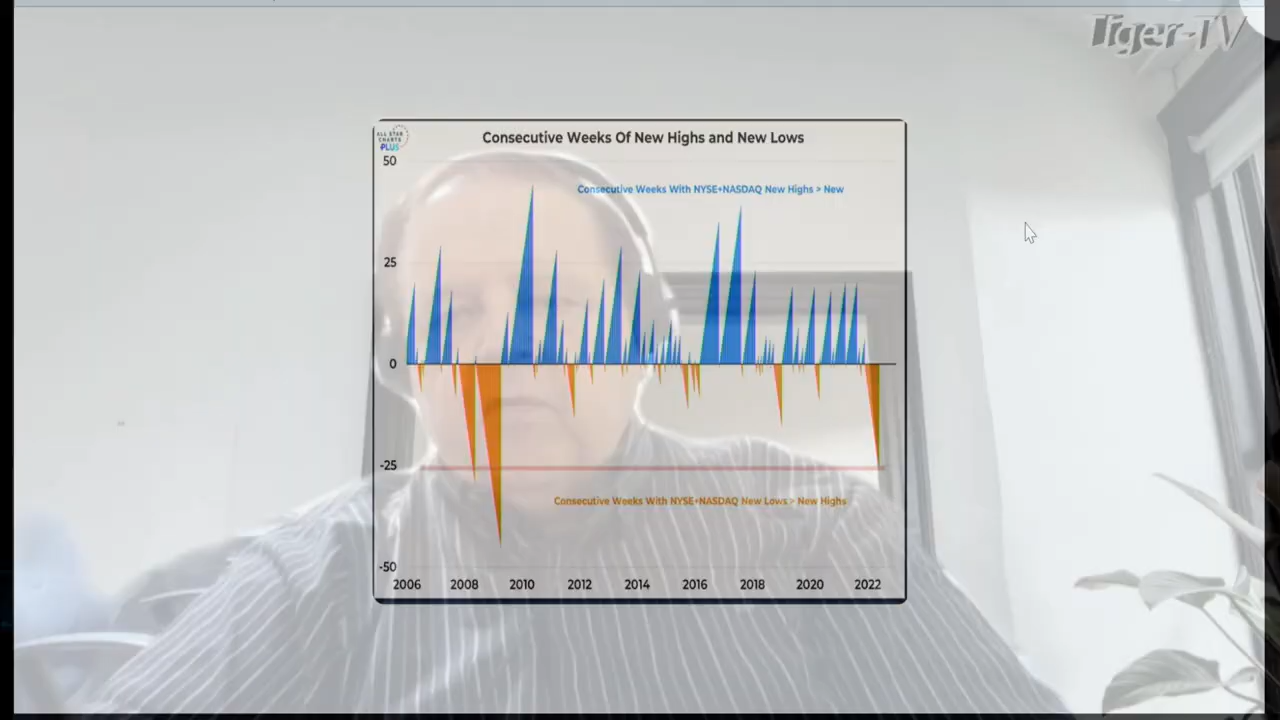 Tiger-TV
ALL STAR
CHARTS
PLUS
Consecutive Weeks Of New Highs and New Lows
50
Consecutive Weeks With NYSE+NASDAQ New Highs > New
25
0
-25
Consecutive Weeks With NYSE+NASDAQ New Lows > New Highs
-50
2006 2008 2010 2012 2014 2016 2018 2020 2022